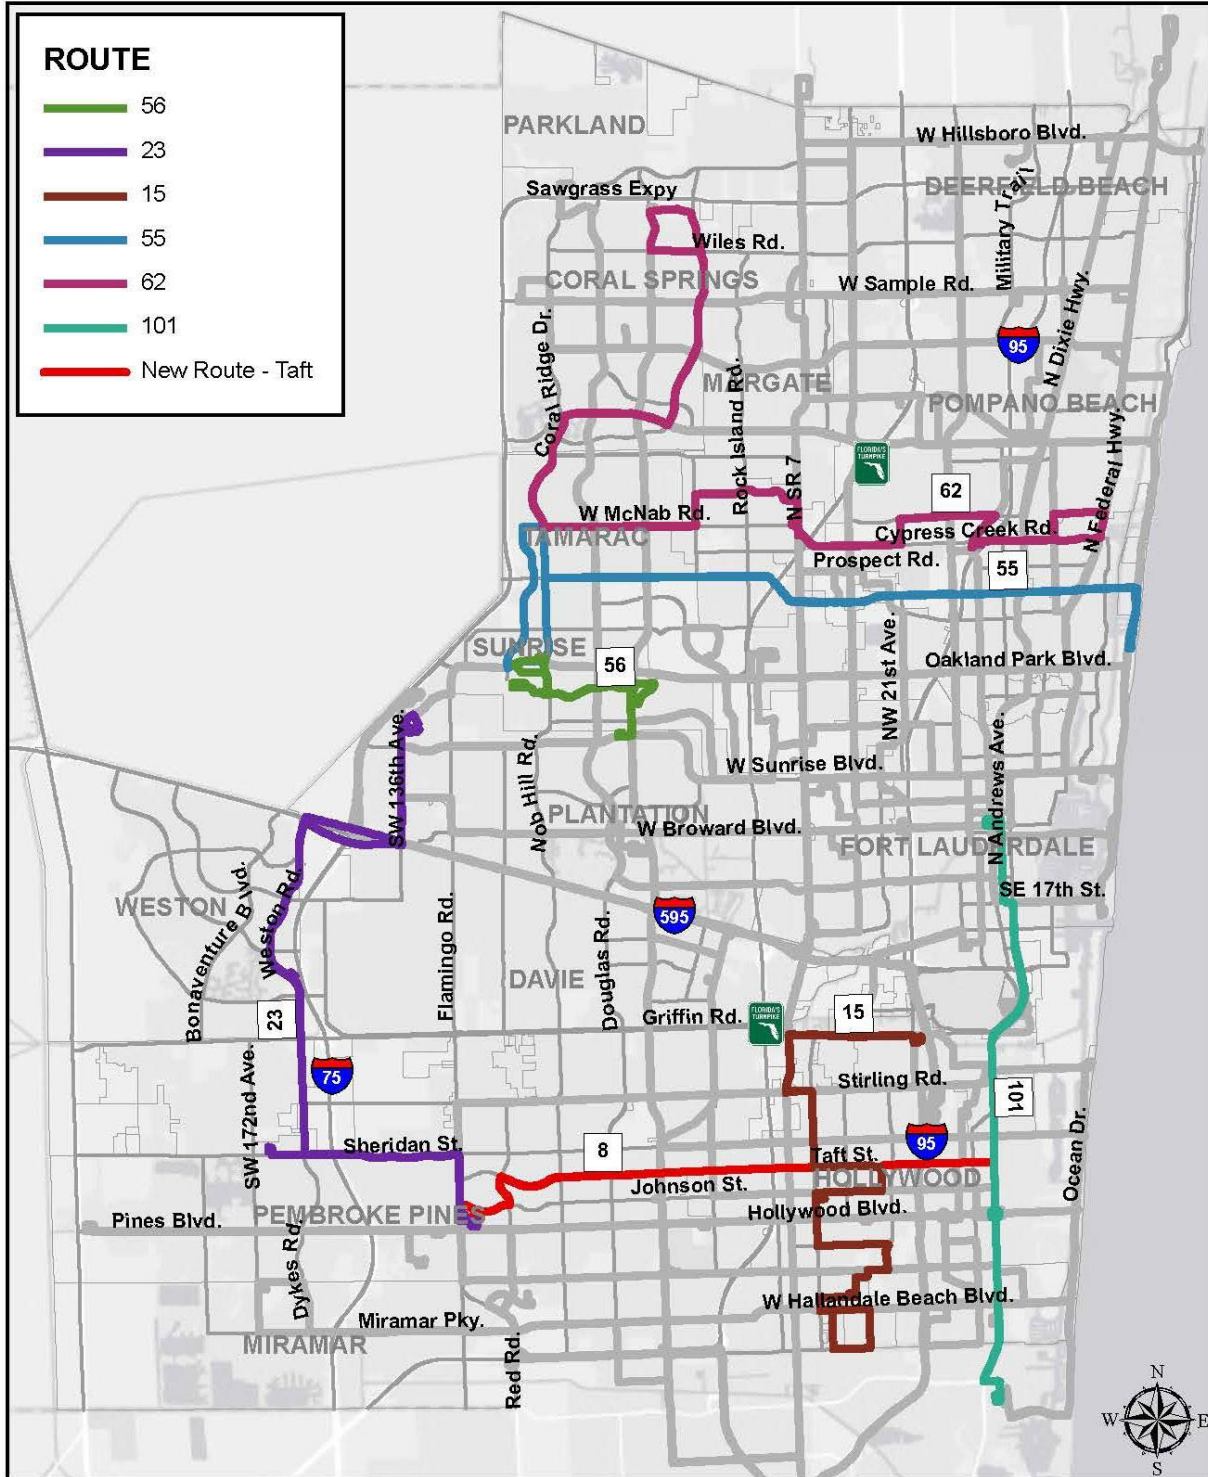 ROUTE
56
23
15
55
62
101
New Route - Taft
PARKLAND
W Hillsboro Blvd.
DEERFIELD BEACH
Sawgrass Expy
Military Trail
Wiles Rd.
CORAL SPRINGS
W Sample Rd.
N Dixie Hwy.
95
Coral Ridge Dr.
MARGATE
Rock Island Rd.
POMPANO BEACH
FLORIDA'S
TURNPIKE
N Federal Hwy.
N SR 7
62
W McNab Rd.
Cypress Creek Rd.
TAMARAC
Prospect Rd.
55
SUNRISE
56
Oakland Park Blvd.
NW 21st Ave.
SW 136th Ave.
Nob Hill Rd.
W Sunrise Blvd.
N Andrews Ave.
PLANTATION
W Broward Blvd.
FORT LAUDERDALE
SE 17th St.
WESTON
Bonaventure Blvd.
Weston Rd.
595
Flamingo Rd.
Douglas Rd.
DAVIE
23
Griffin Rd.
FLORIDA'S
TURNPIKE
15
75
Stirling Rd.
101
SW 172nd Ave.
Sheridan St.
8
95
Taft St.
Ocean Dr.
Johnson St.
HOLLYWOOD
Pines Blvd.
PEMBROKE PINES
Hollywood Blvd.
Dykes Rd.
W Hallandale Beach Blvd.
Miramar Pky.
MIRAMAR
Red Rd.
N
W E
S